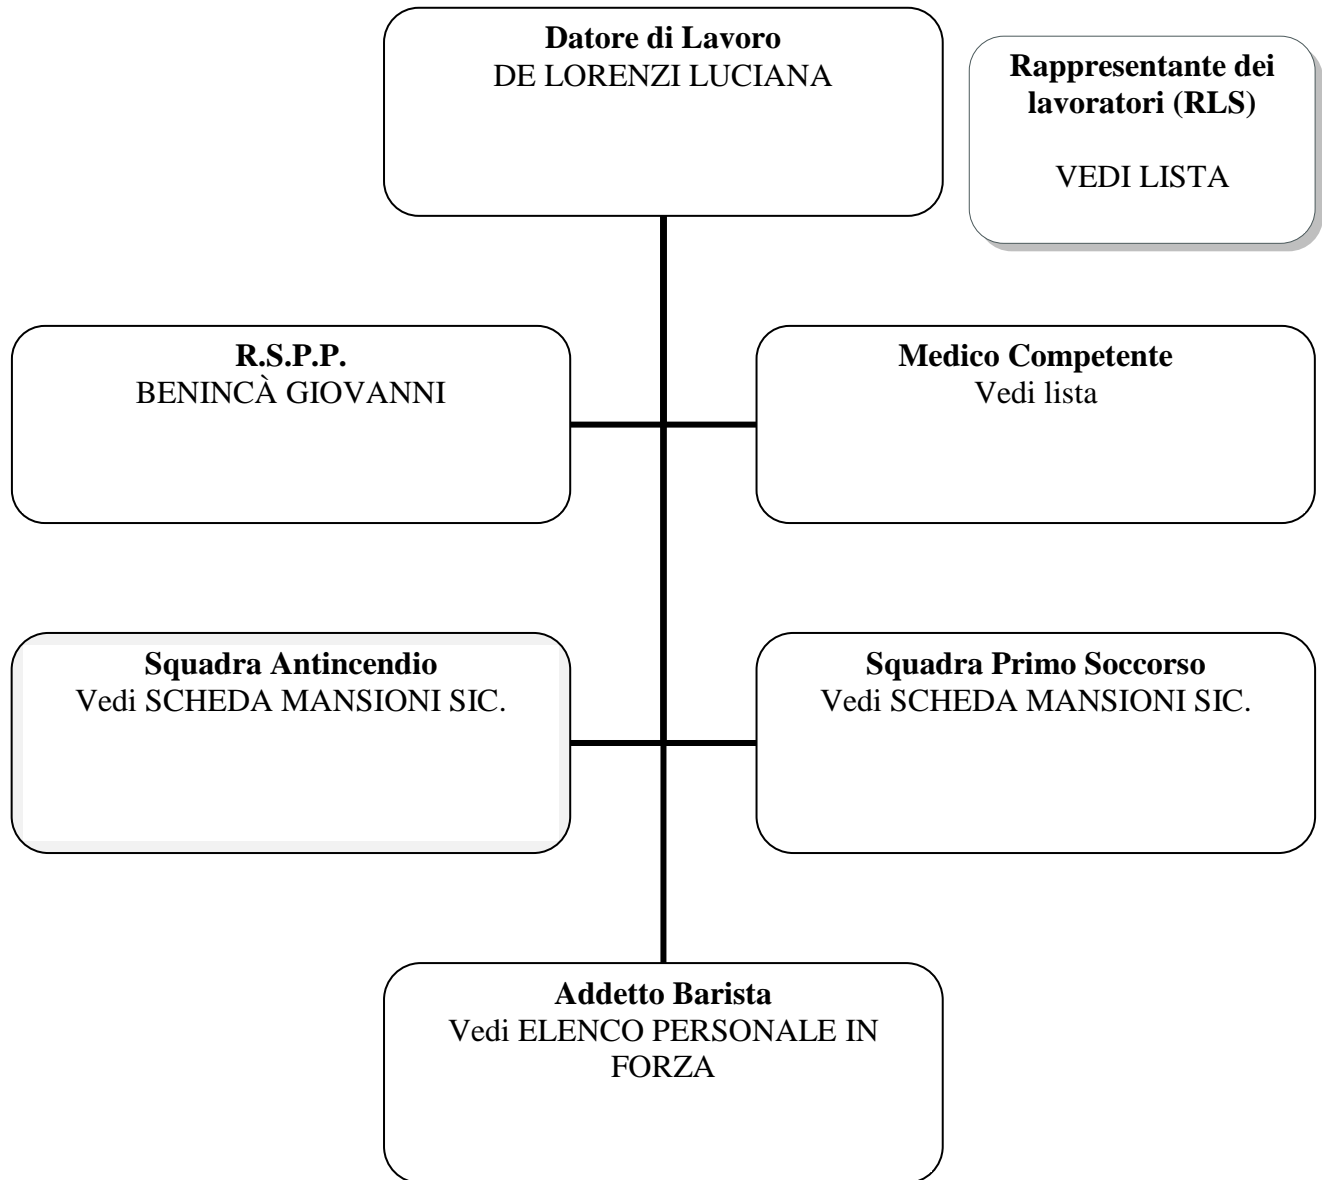 Datore di Lavoro
DE LORENZI LUCIANA
Rappresentante dei
lavoratori (RLS)
VEDI LISTA
R.S.P.P.
BENINCÀ GIOVANNI
Medico Competente
Vedi lista
Squadra Antincendio
Vedi SCHEDA MANSIONI SIC.
Squadra Primo Soccorso
Vedi SCHEDA MANSIONI SIC.
Addetto Barista
Vedi ELENCO PERSONALE IN
FORZA